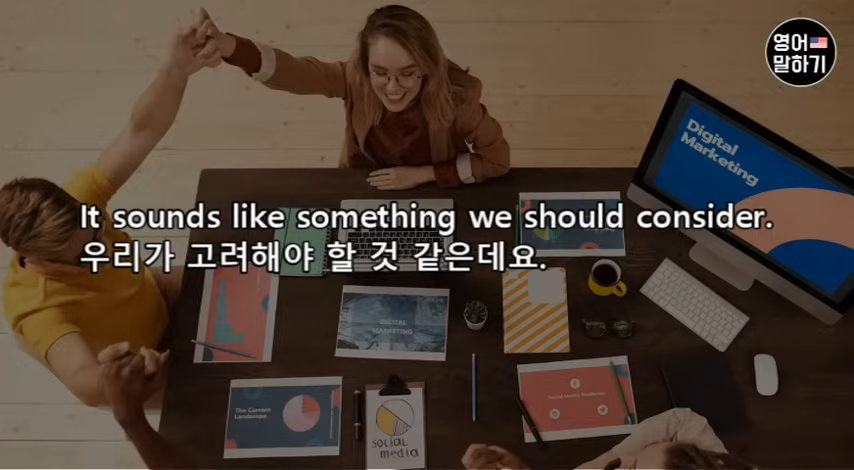 영어
말하기
Digital
Marketing
It sounds like something we should consider.
우리가 고려해야 할 것 같은데요.
DIGITAL
MARKETING
The Current
Landscape
Social Media Platforms
social
media